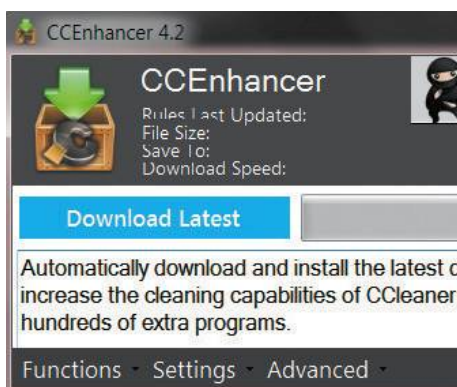 CCEnhancer 4.2
CCEnhancer
Rules Last Updated:
File Size:
Save To:
Download Speed:
Download Latest
Automatically download and install the latest
increase the cleaning capabilities of CCleaner
hundreds of extra programs.
Functions Settings Advanced